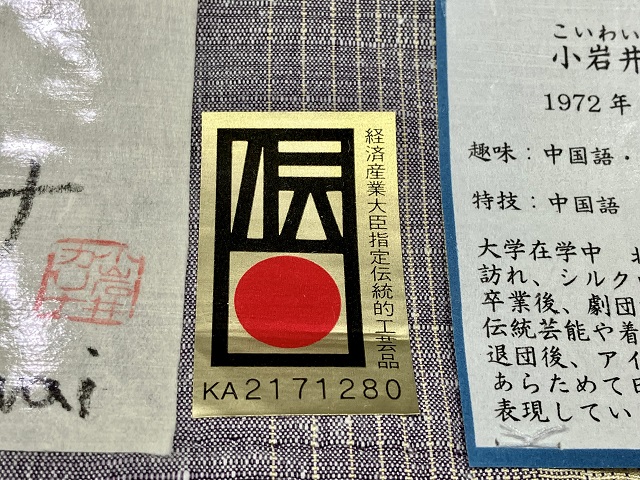 伝
経済産業大臣指定伝統的工芸品
KA2171280
こいわい
小岩井
1972年
趣味：中国語・
特技：中国語
大学在学中
訪れ、シルク
卒業後、劇団
伝統芸能や着
退団後、アイ
あらためて
表現してい